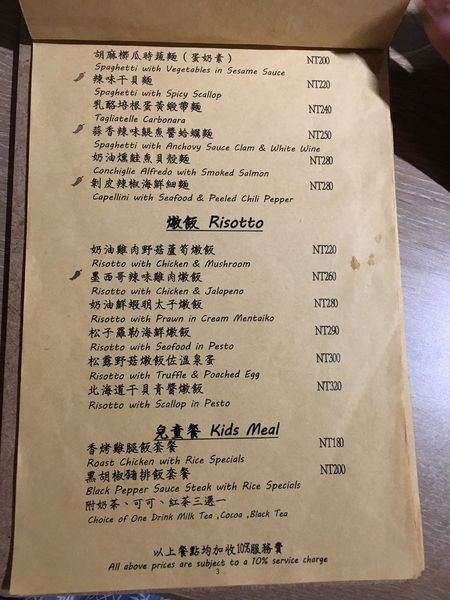 胡麻櫛瓜時蔬麵（蛋奶素） NT200
Spaghetti with Vegetables in Sesame Sauce
辣味干貝麵 NT220
Spaghetti with Spicy Scallop
乳酪培根蛋黃緞帶麵 NT240
Tagliatelle Carbonara
蒜香辣味鯷魚醬蛤蠣麵 NT250
Spaghetti with Anchovy Sauce Clam & White Wine
奶油燻鮭魚貝殼麵 NT280
Conchiglie Alfredo with Smoked Salmon
剝皮辣椒海鮮細麵 NT280
Capellini with Seafood & Peeled Chili Pepper
燉飯 Risotto
奶油雞肉野菇蘆筍燉飯 NT220
Risotto with Chicken & Mushroom
墨西哥辣味雞肉燉飯 NT260
Risotto with Chicken & Jalapeno
奶油鮮蝦明太子燉飯 NT280
Risotto with Prawn in Cream Mentaiko
松子羅勒海鮮燉飯 NT290
Risotto with Seafood in Pesto
松露野菇燉飯佐溫泉蛋 NT300
Risotto with Truffle & Poached Egg
北海道干貝青醬燉飯 NT320
Risotto with Scallop in Pesto
兒童餐 Kids Meal
香烤雞腿飯套餐 NT180
Roast Chicken with Rice Specials
黑胡椒豬排飯套餐 NT200
Black Pepper Sauce Steak with Rice Specials
附奶茶、可可、紅茶三選一
Choice of One Drink Milk Tea ,Cocoa ,Black Tea
以上餐點均加收10%服務費
All above prices are subject to a 10% service charge
3